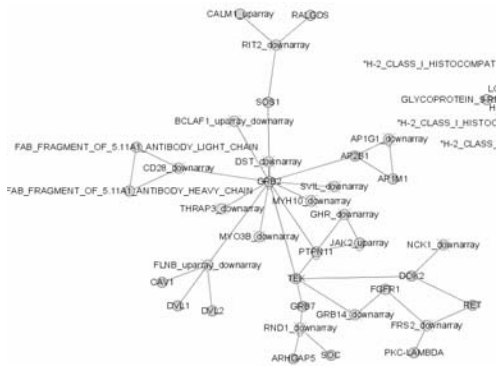 CALM1_uparray
RALGDS
RIT2_downarray
"H-2_CLASS_I_HISTOCOMPAT
SOS1
GLYCOPROTEIN_9
BCLAF1_uparray_downarray
"H-2_CLASS_I_HISTOC
AP1G1_downarray
"H-2_CLASS_
FAB_FRAGMENT_OF_5.11A1_ANTIBODY_LIGHT_CHAIN
DST_downarray
AP2B1
CD28_downarray
GRB2
AP1M1
FAB_FRAGMENT_OF_5.11A1_ANTIBODY_HEAVY_CHAIN
SVIL_downarray
MYH10_downarray
THRAP3_downarray
GHR_downarray
MYO3B_downarray
JAK2_uparray
NCK1_downarray
PTPN11
FLNB_uparray_downarray
CAV1
TEK
DOK2
FGFR1
DVL1
DVL2
GRB7
GRB14_downarray
RET
RND1_downarray
FRS2_downarray
ARHGAP5
PKC-LAMBDA